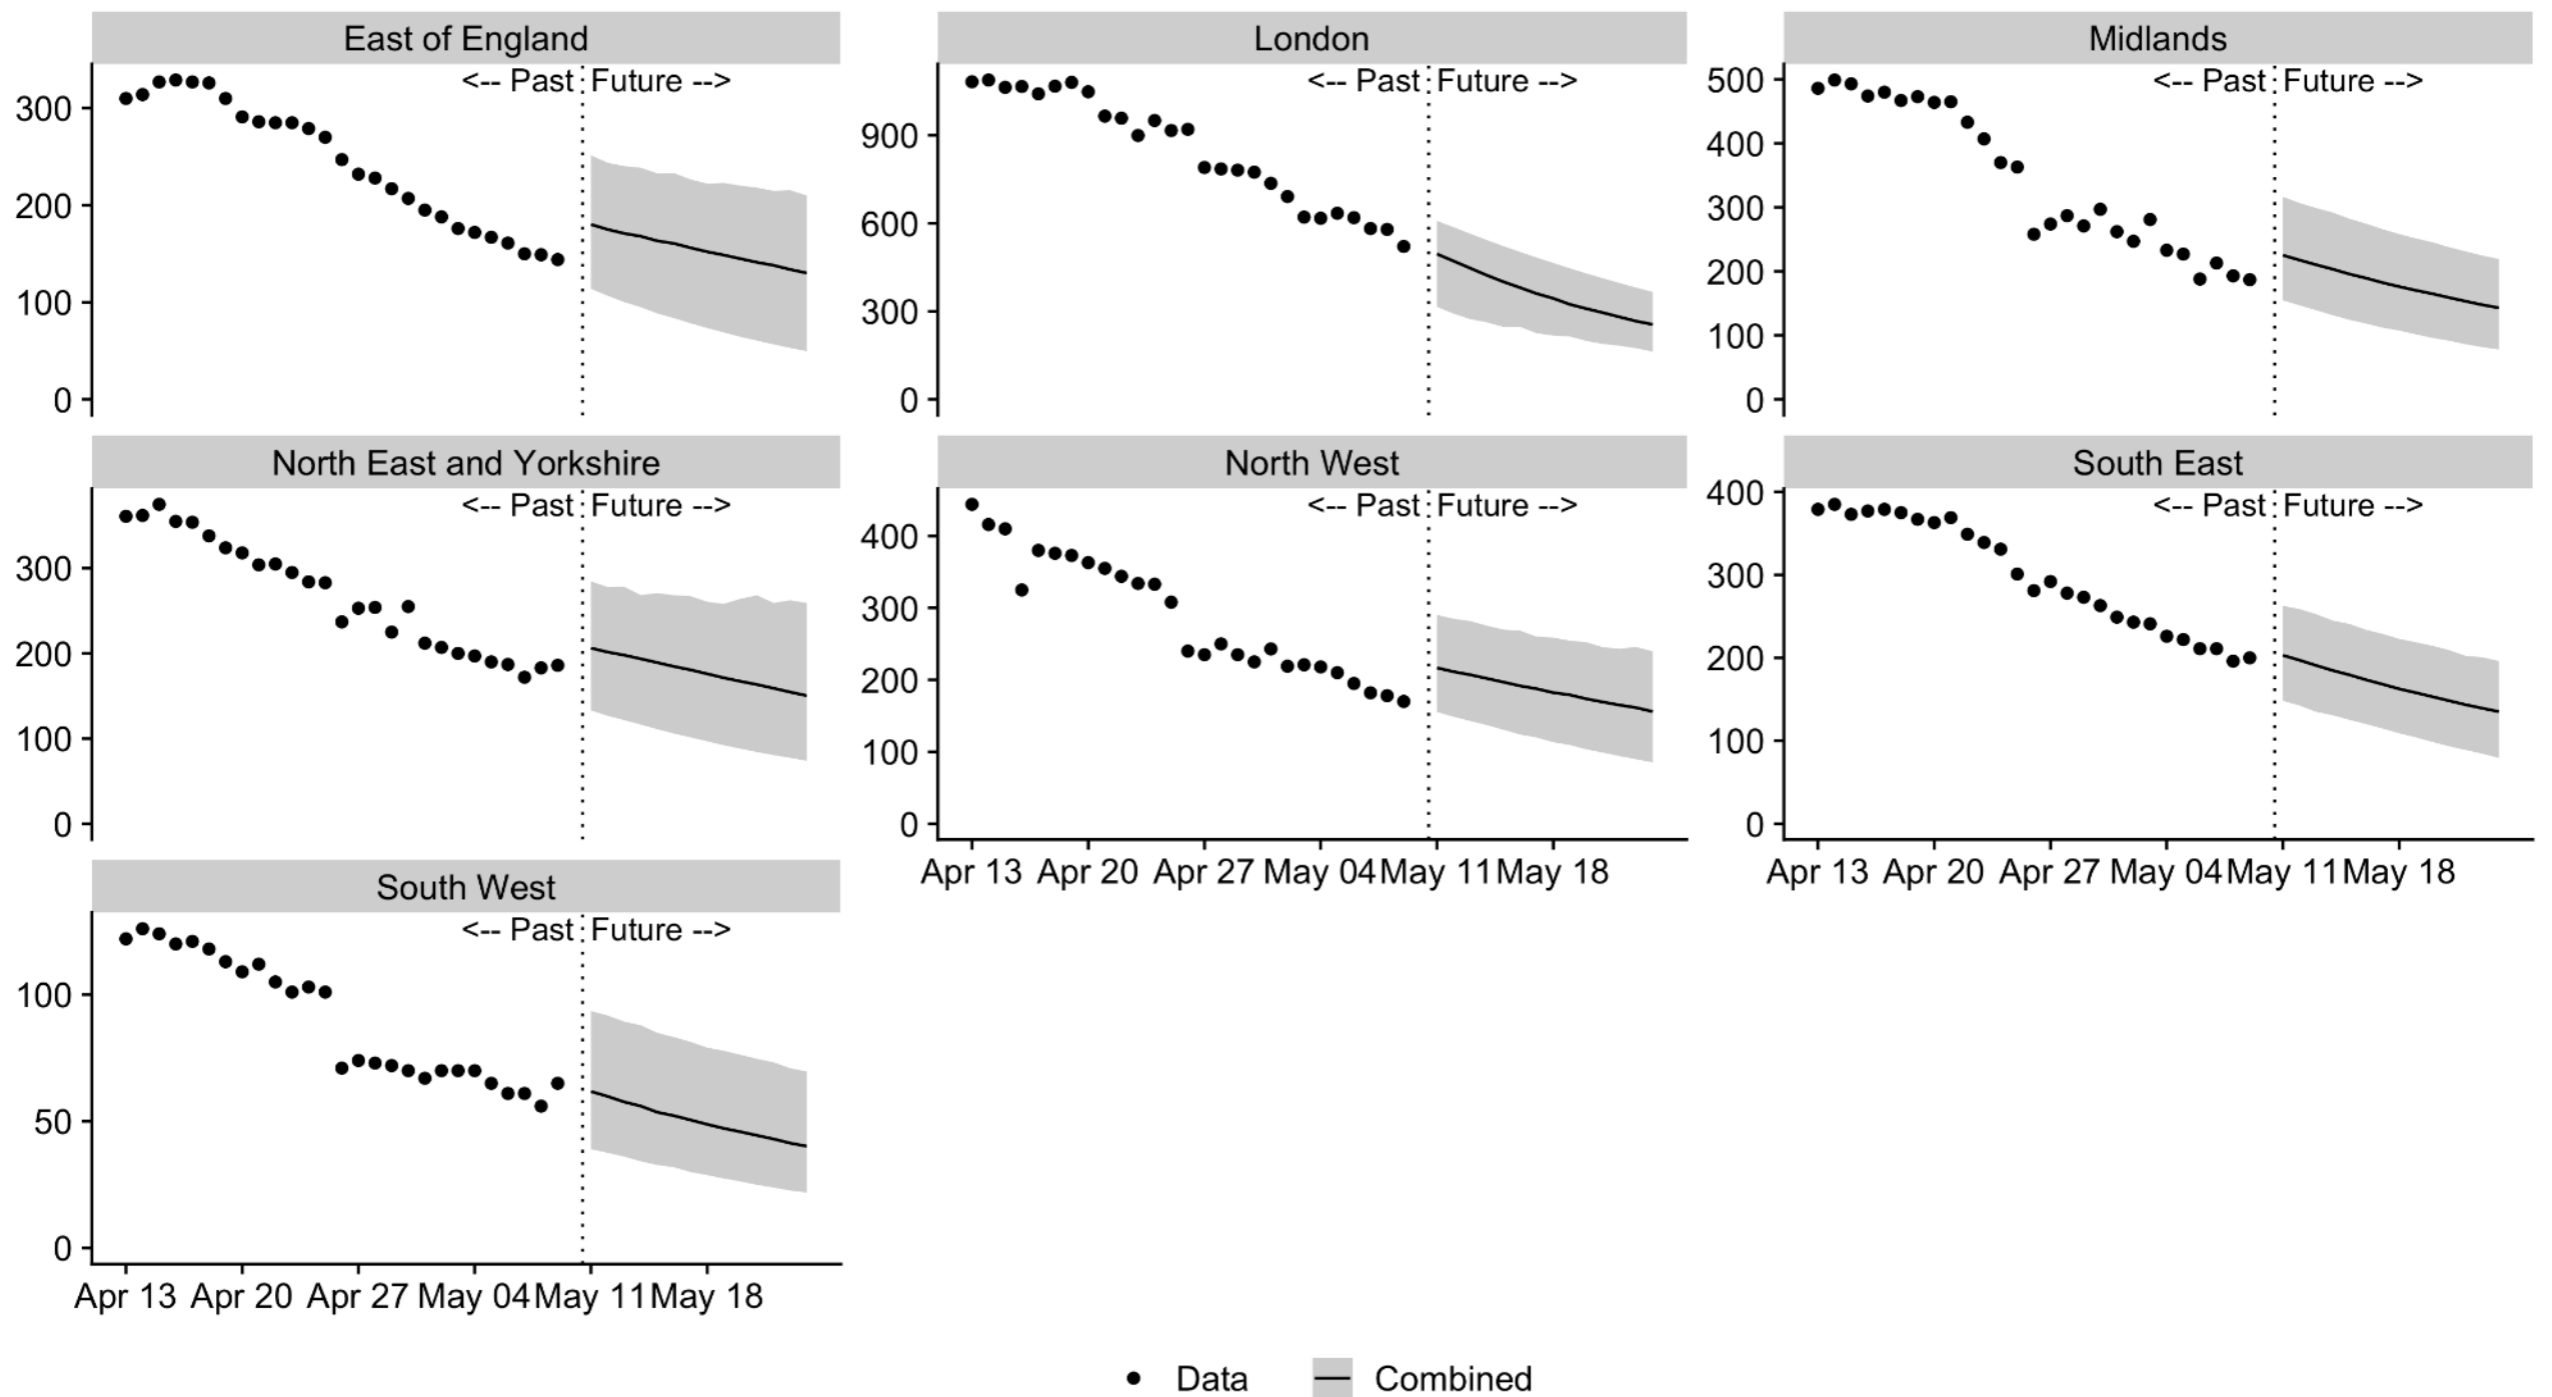 East of England
<-- Past Future -->
300
200
100
0
London
<-- Past Future -->
900
600
300
0
Midlands
<-- Past Future -->
500
400
300
200
100
0
North East and Yorkshire
<-- Past Future -->
300
200
100
0
North West
<-- Past Future -->
400
300
200
100
0
Apr 13 Apr 20 Apr 27 May 04 May 11 May 18
South East
<-- Past Future -->
400
300
200
100
0
Apr 13 Apr 20 Apr 27 May 04 May 11 May 18
South West
<-- Past Future -->
100
50
0
Apr 13 Apr 20 Apr 27 May 04 May 11 May 18
Data Combined